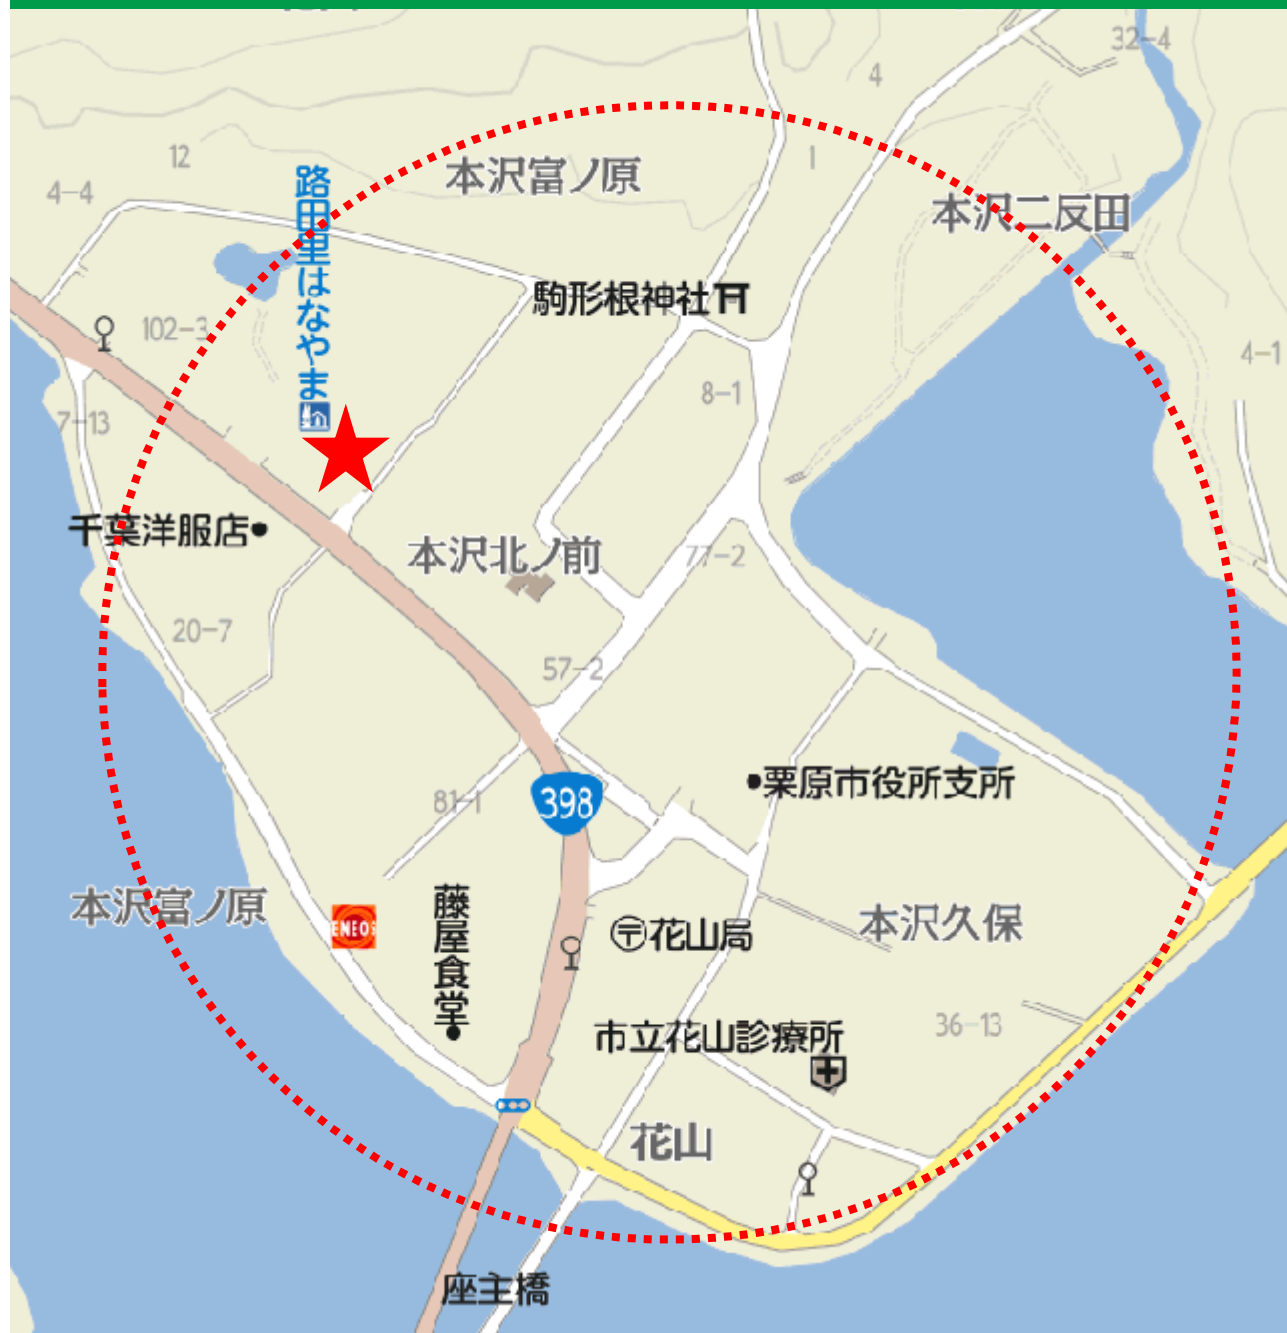 32-4
4
12
1
本沢富ノ原
4-4
路田里はなやま
本沢二反田
駒形根神社
102-3
4-1
8-1
7-13
千葉洋服店
本沢北ノ前
77-2
20-7
57-2
栗原市役所支所
398
81-1
本沢富ノ原
藤屋食堂
ENEOS
花山局
本沢久保
36-13
市立花山診療所
花山
座主橋